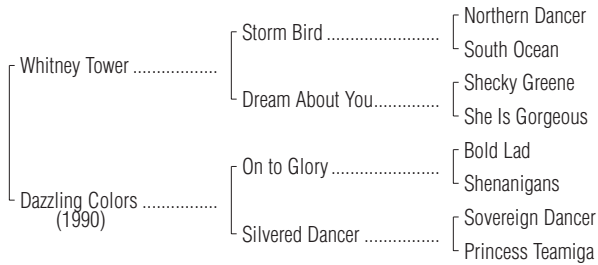 Northern Dancer
Storm Bird ....................
South Ocean
Whitney Tower ...............
Shecky Greene
Dream About You..............
She Is Gorgeous
Bold Lad
On to Glory ...................
Shenanigans
Dazzling Colors .............
(1990)
Sovereign Dancer
Silvered Dancer .............
Princess Teamiga